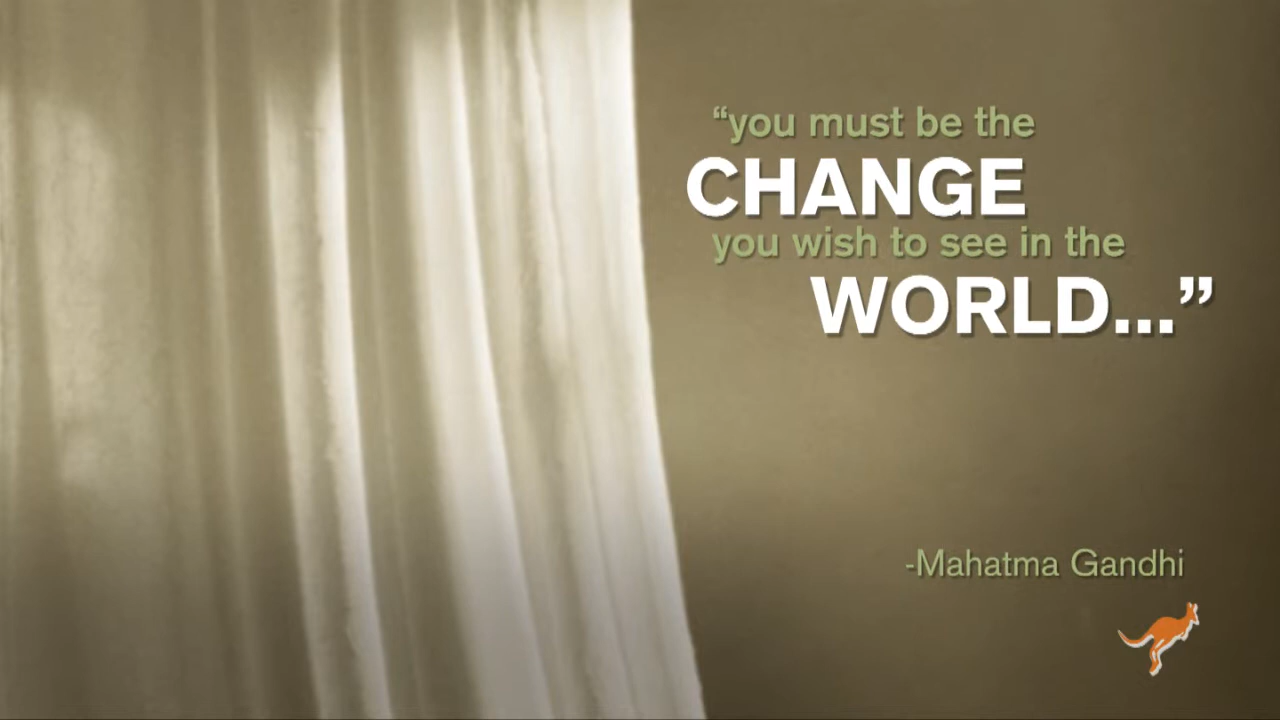 “you must be the
CHANGE
you wish to see in the
WORLD...”
-Mahatma Gandhi